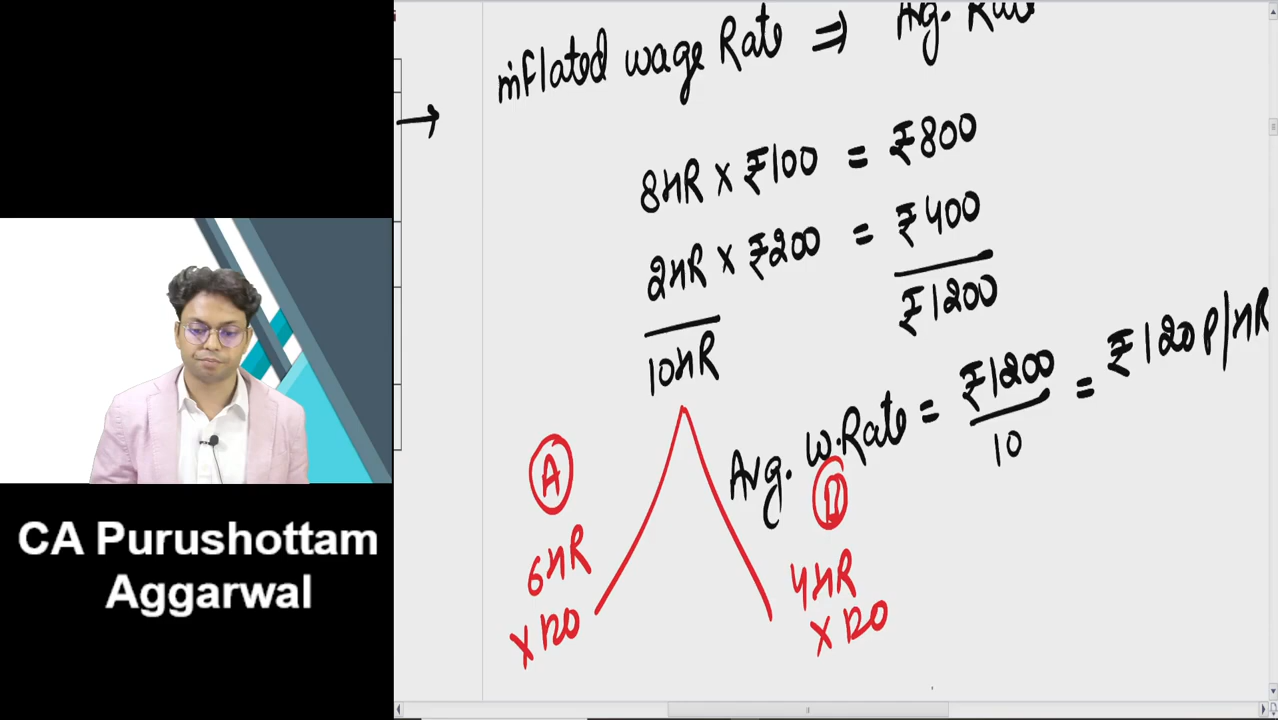 inflated wage Rate ⇒ Avg. Rate
→
8HR × ₹100 = ₹800
2HR × ₹200 = ₹400
10HR ₹1200
Avg. W.Rate = ₹1200/10 = ₹120 P/HR
A B
6HR 4HR
×120 ×120
CA Purushottam
Aggarwal